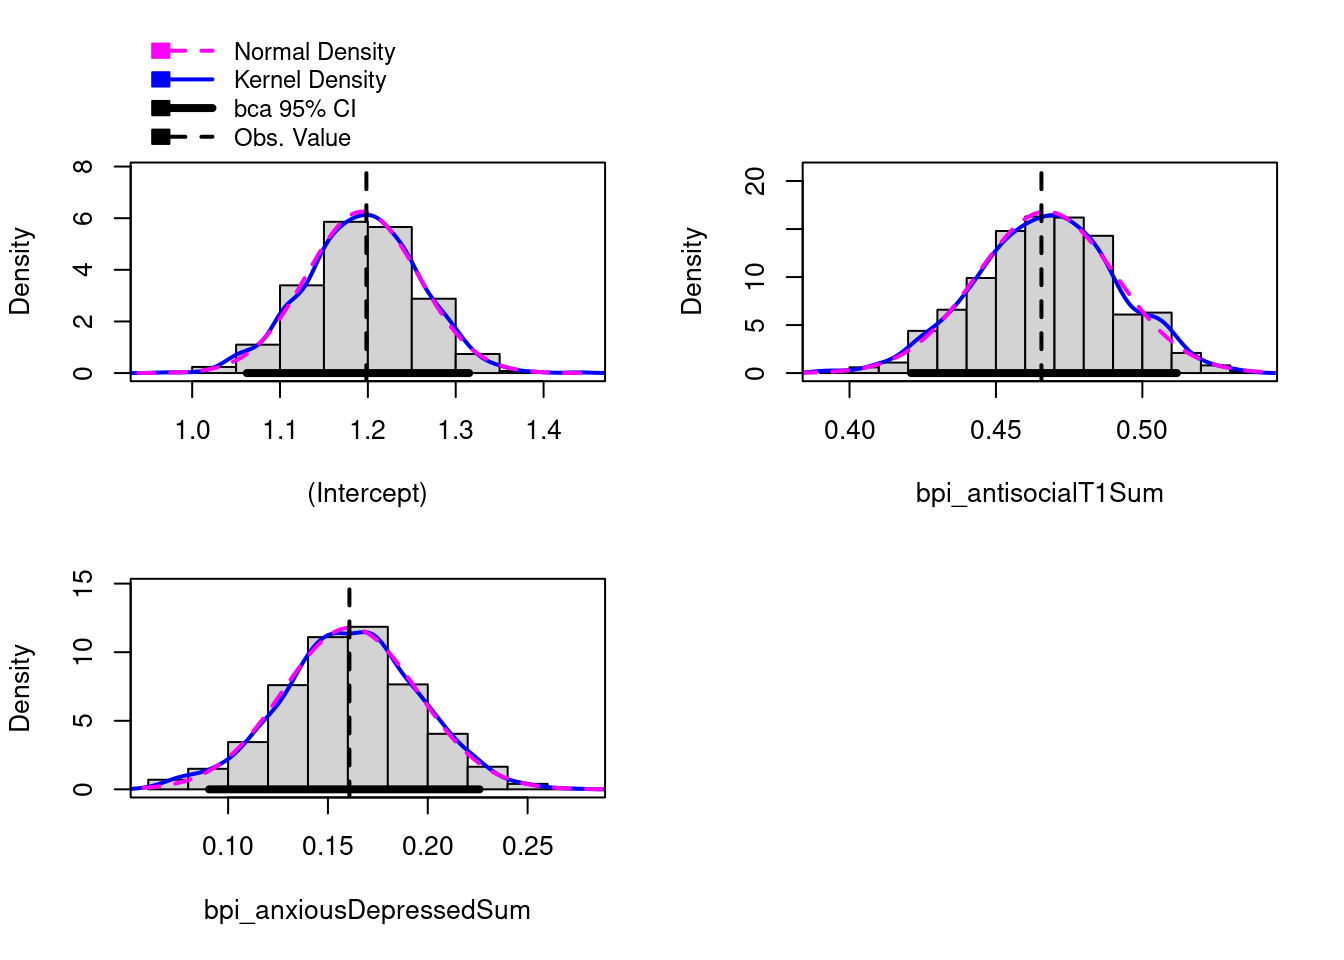 Normal Density
Kernel Density
bca 95% CI
Obs. Value
Density
0 2 4 6 8
1.0 1.1 1.2 1.3 1.4
(Intercept)
Density
0 5 10 20
0.40 0.45 0.50
bpi_antisocialT1Sum
Density
0 5 10 15
0.10 0.15 0.20 0.25
bpi_anxiousDepressedSum